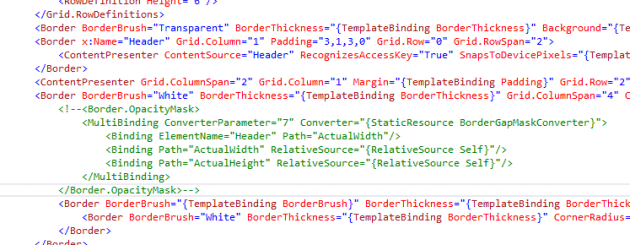 <RowDefinition Height="6"/>
</Grid.RowDefinitions>
<Border BorderBrush="Transparent" BorderThickness="{TemplateBinding BorderThickness}" Background="{Te
<Border x:Name="Header" Grid.Column="1" Padding="3,1,3,0" Grid.Row="0" Grid.RowSpan="2">
<ContentPresenter ContentSource="Header" RecognizesAccessKey="True" SnapsToDevicePixels="{Templat
</Border>
<ContentPresenter Grid.ColumnSpan="2" Grid.Column="1" Margin="{TemplateBinding Padding}" Grid.Row="2"
<Border BorderBrush="White" BorderThickness="{TemplateBinding BorderThickness}" Grid.ColumnSpan="4" C
<!--<Border.OpacityMask>
<MultiBinding ConverterParameter="7" Converter="{StaticResource BorderGapMaskConverter}">
<Binding ElementName="Header" Path="ActualWidth"/>
<Binding Path="ActualWidth" RelativeSource="{RelativeSource Self}"/>
<Binding Path="ActualHeight" RelativeSource="{RelativeSource Self}"/>
</MultiBinding>
</Border.OpacityMask>-->
<Border BorderBrush="{TemplateBinding BorderBrush}" BorderThickness="{TemplateBinding BorderThickness
<Border BorderBrush="White" BorderThickness="{TemplateBinding BorderThickness}" CornerRadius=
</Border>
</Border>